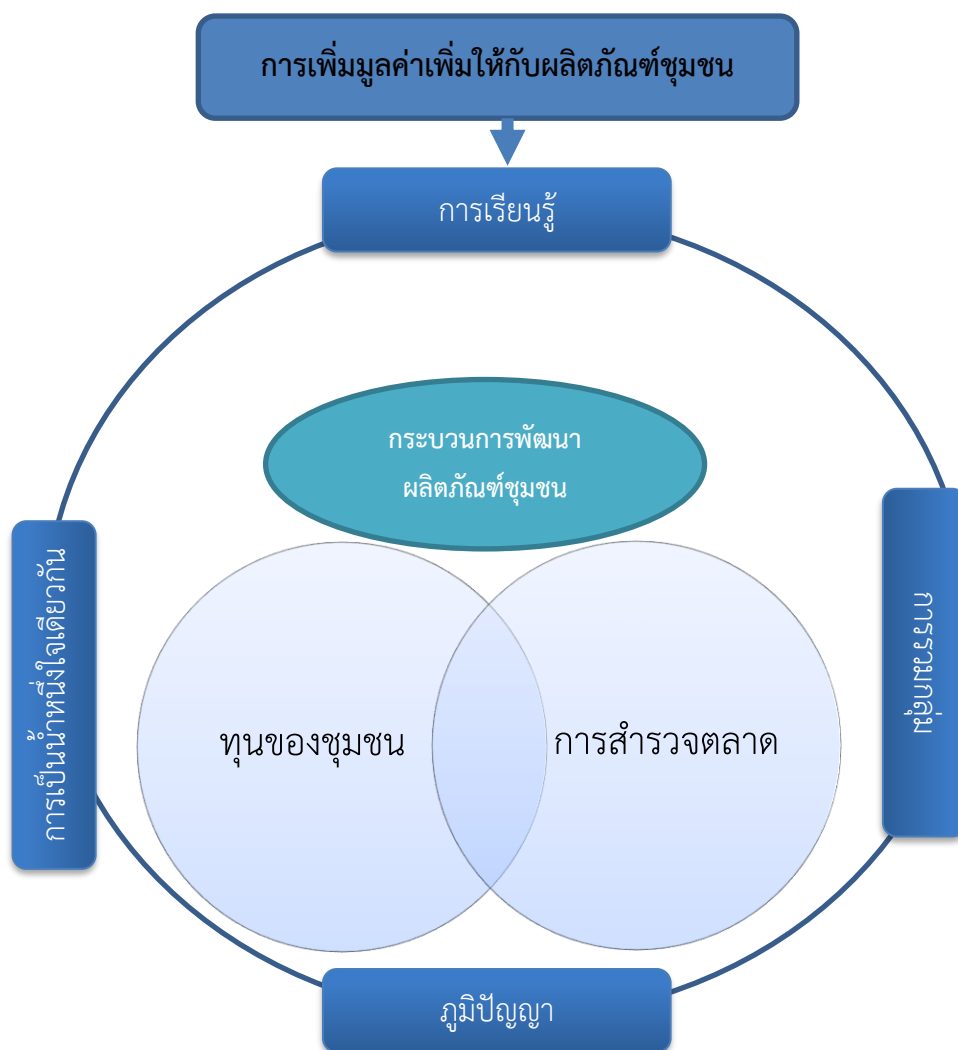 การเพิ่มมูลค่าเพิ่มให้กับผลิตภัณฑ์ชุมชน
การเรียนรู้
กระบวนการพัฒนา
ผลิตภัณฑ์ชุมชน
การเป็นน้ำหนึ่งใจเดียวกัน
การรวมกลุ่ม
ทุนของชุมชน
การสำรวจตลาด
ภูมิปัญญา